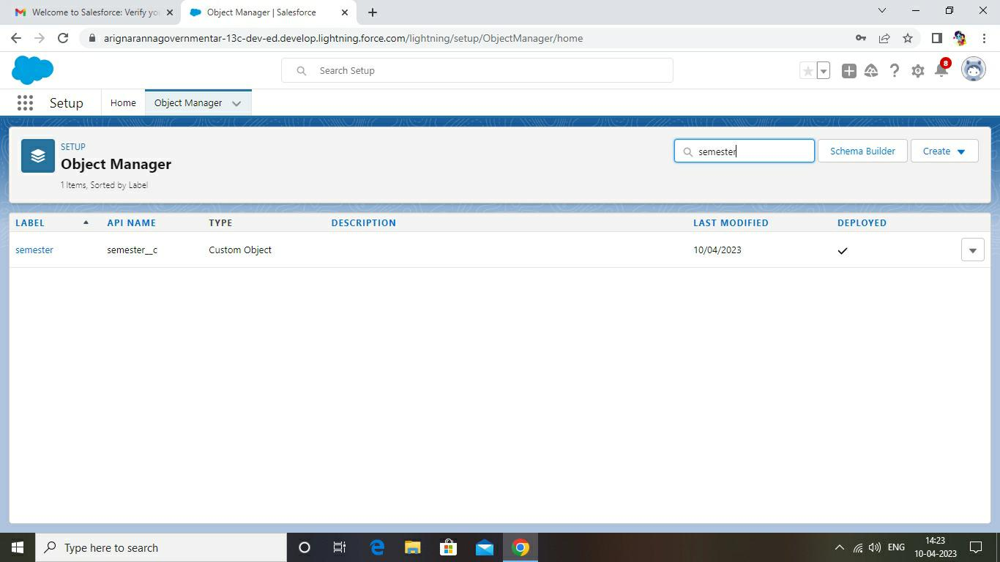 Welcome to Salesforce: Verify yo
Object Manager | Salesforce
arignarannagovernmentar-13c-dev-ed.develop.lightning.force.com/lightning/setup/ObjectManager/home
Search Setup
8
Setup
Home
Object Manager
SETUP
Object Manager
1 Items, Sorted by Label
semester
Schema Builder
Create
LABEL API NAME TYPE DESCRIPTION LAST MODIFIED DEPLOYED
semester semester__c Custom Object 10/04/2023
Type here to search
ENG
14:23
10-04-2023